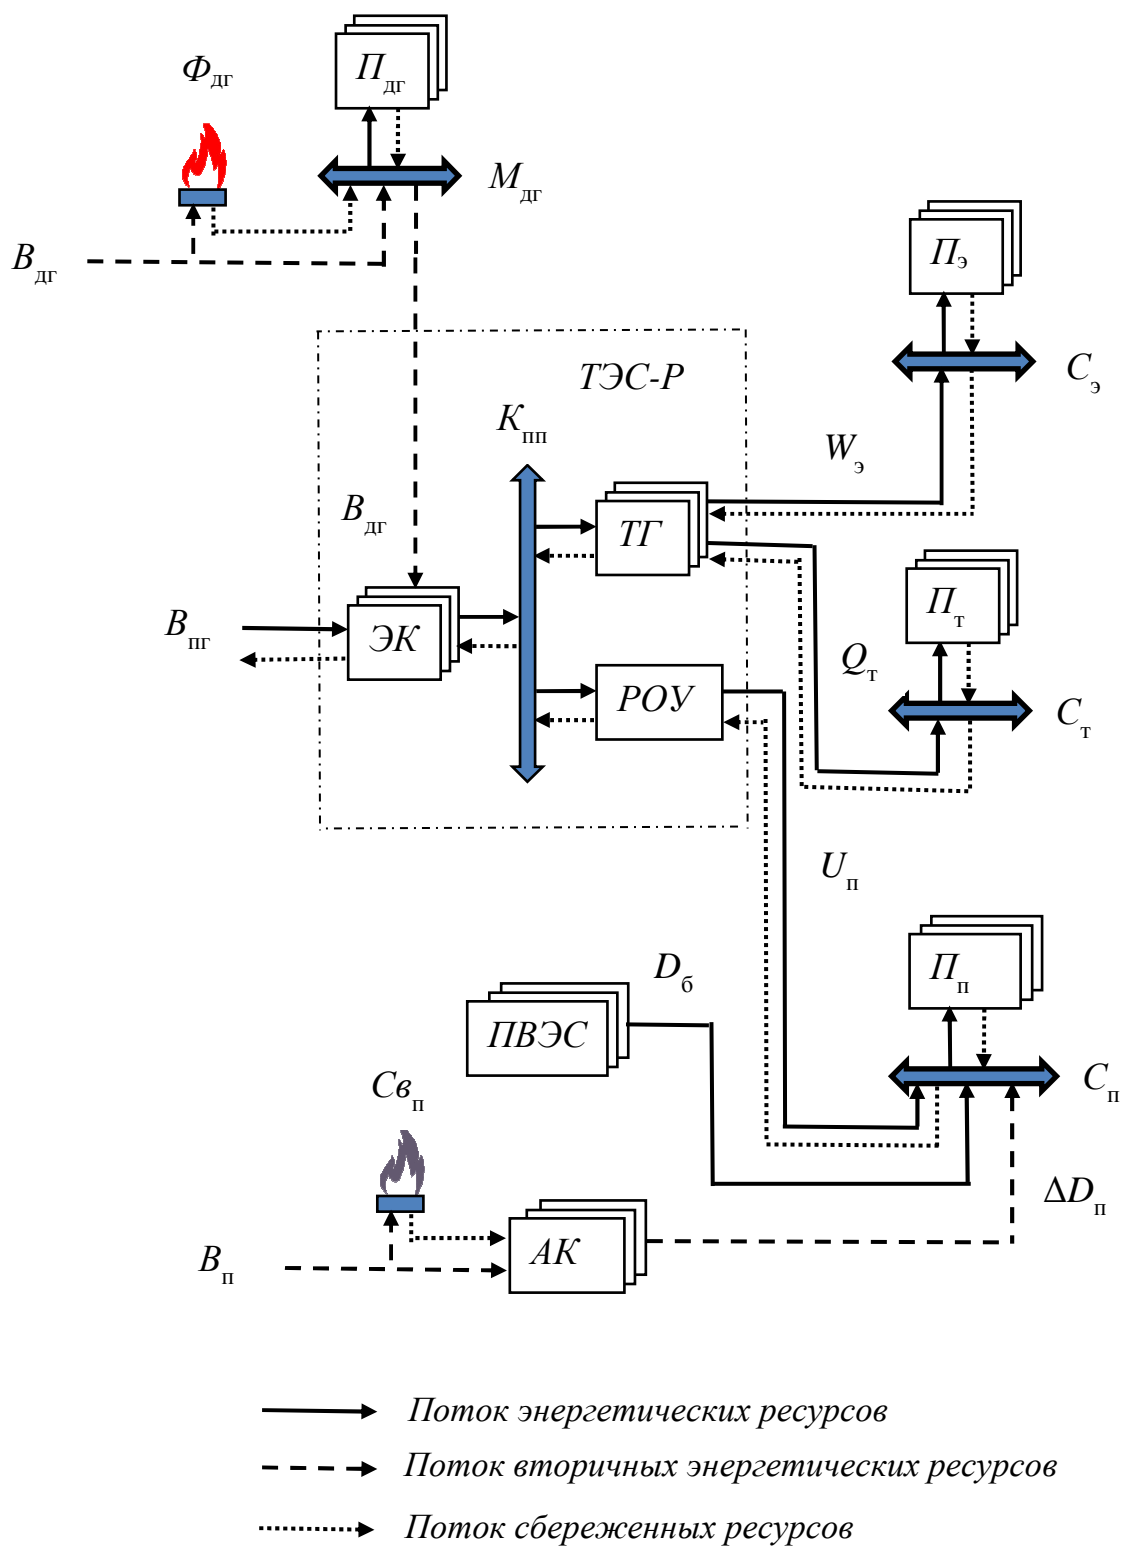 Фдг
Пдг
Мдг
Вдг
Пэ
Сэ
ТЭС-Р
Кпп
Wэ
Вдг
ТГ
Пт
Впг
ЭК
Qт
РОУ
Ст
Uп
Пп
Dб
ПВЭС
Свп
Сп
ΔDп
Вп
АК
Поток энергетических ресурсов
Поток вторичных энергетических ресурсов
Поток сбереженных ресурсов